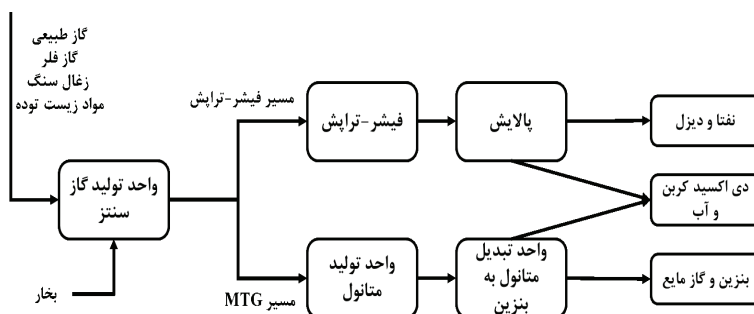 گاز طبیعی
گاز فلر
زغال سنگ
مواد زیست توده
واحد تولید گاز
سنتز
بخار
مسیر فیشر-تراپش
فیشر-تراپش
پالایش
نفتا و دیزل
دی اکسید کربن
و آب
مسیر MTG
واحد تولید
متانول
واحد تبدیل
متانول به
بنزین
بنزین و گاز مایع